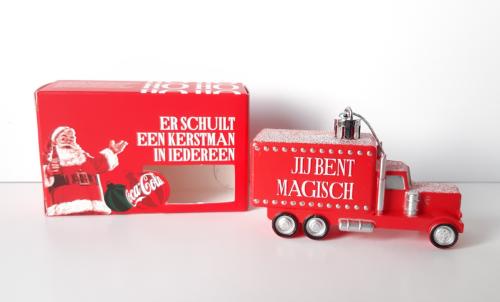 ER SCHUILT
EEN KERSTMAN
IN IEDEREEN
Coca-Cola
JIJ BENT
MAGISCH